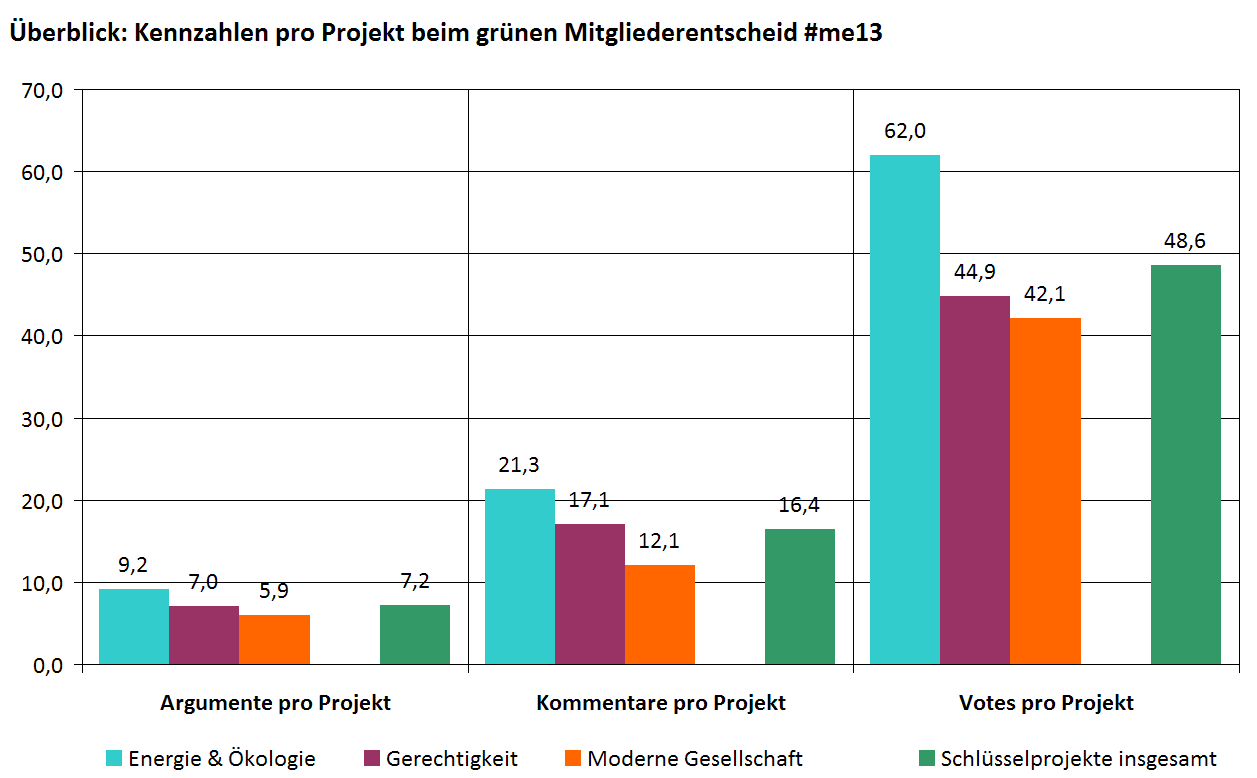 Überblick: Kennzahlen pro Projekt beim grünen Mitgliederentscheid #me13
70,0
60,0
50,0
40,0
30,0
20,0
10,0
0,0
9,2
7,0
5,9
7,2
21,3
17,1
12,1
16,4
62,0
44,9
42,1
48,6
Argumente pro Projekt
Kommentare pro Projekt
Votes pro Projekt
Energie & Ökologie
Gerechtigkeit
Moderne Gesellschaft
Schlüsselprojekte insgesamt